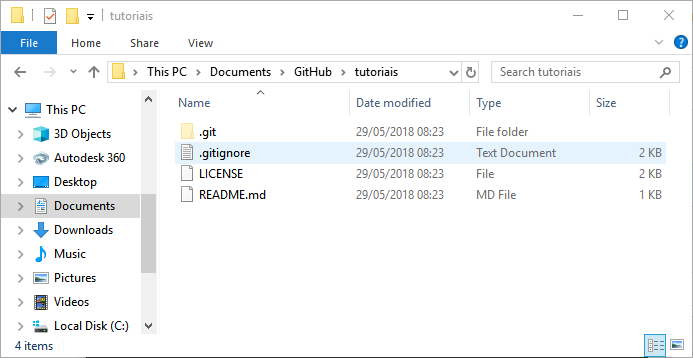 tutoriais
File Home Share View
This PC Documents GitHub tutoriais Search tutoriais
This PC
3D Objects
Autodesk 360
Desktop
Documents
Downloads
Music
Pictures
Videos
Local Disk (C:)
Name Date modified Type Size
.git 29/05/2018 08:23 File folder
.gitignore 29/05/2018 08:23 Text Document 2 KB
LICENSE 29/05/2018 08:23 File 2 KB
README.md 29/05/2018 08:23 MD File 1 KB
4 items